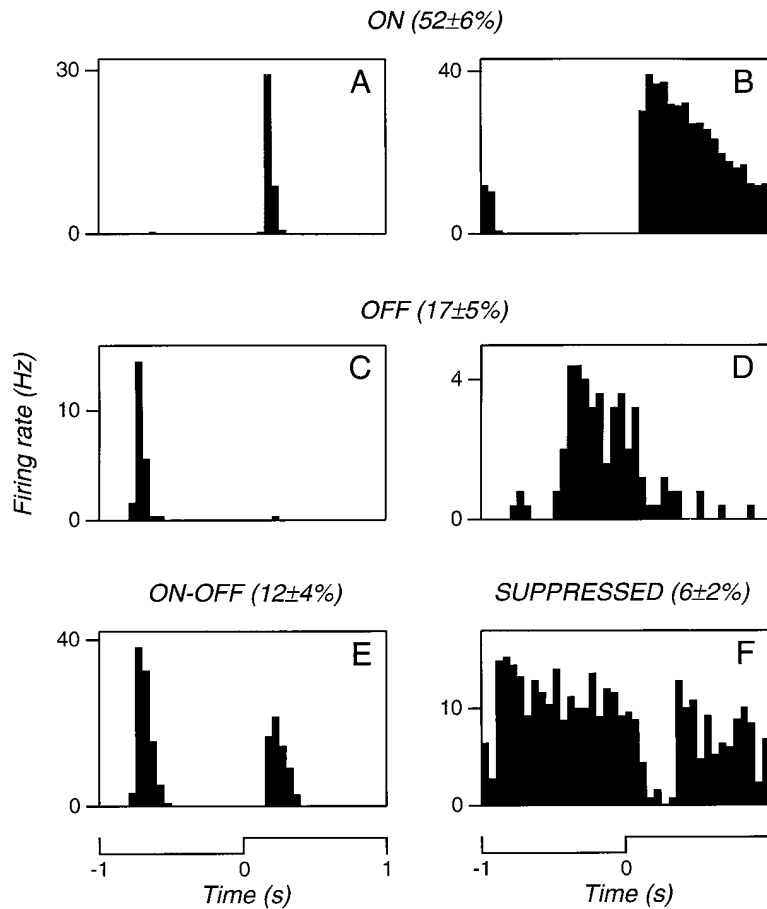 ON (52±6%)
30
A
0
40
B
0
OFF (17±5%)
Firing rate (Hz)
C
10
0
4
D
0
ON-OFF (12±4%)
SUPPRESSED (6±2%)
40
E
0
F
10
0
-1 0 1
Time (s)
-1 0
Time (s)